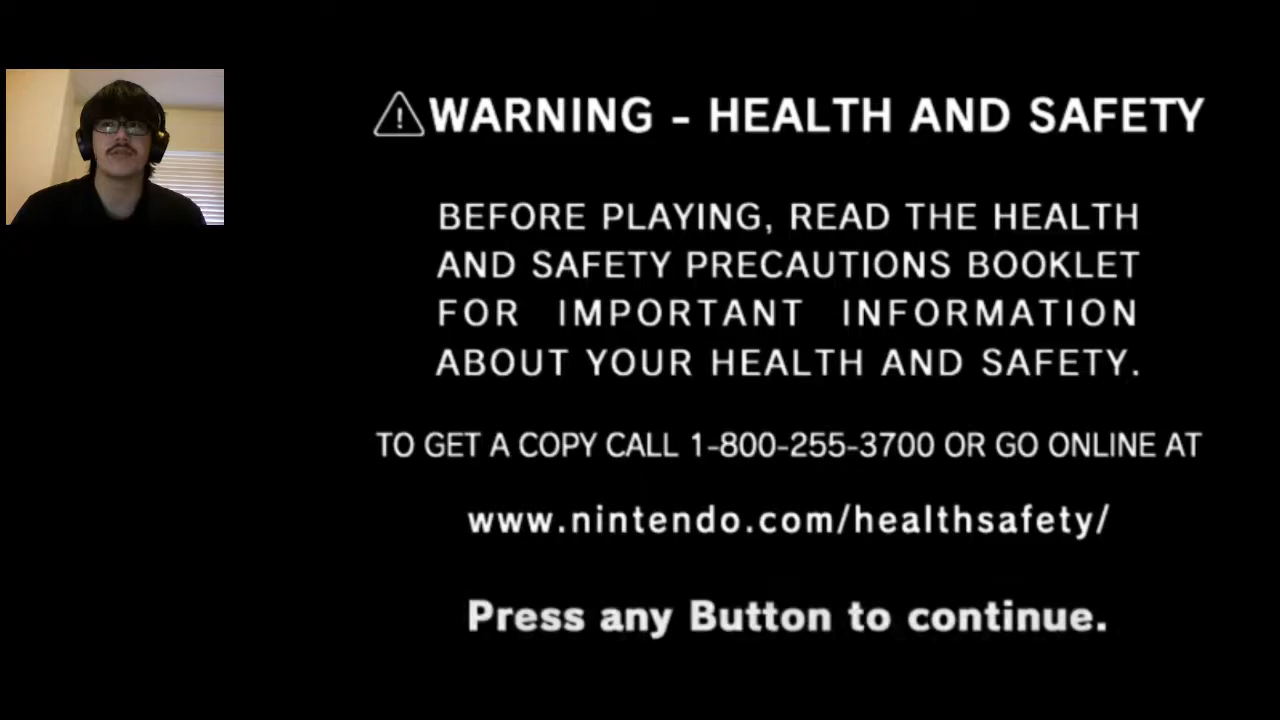 WARNING - HEALTH AND SAFETY
BEFORE PLAYING, READ THE HEALTH
AND SAFETY PRECAUTIONS BOOKLET
FOR IMPORTANT INFORMATION
ABOUT YOUR HEALTH AND SAFETY.
TO GET A COPY CALL 1-800-255-3700 OR GO ONLINE AT
www.nintendo.com/healthsafety/
Press any Button to continue.